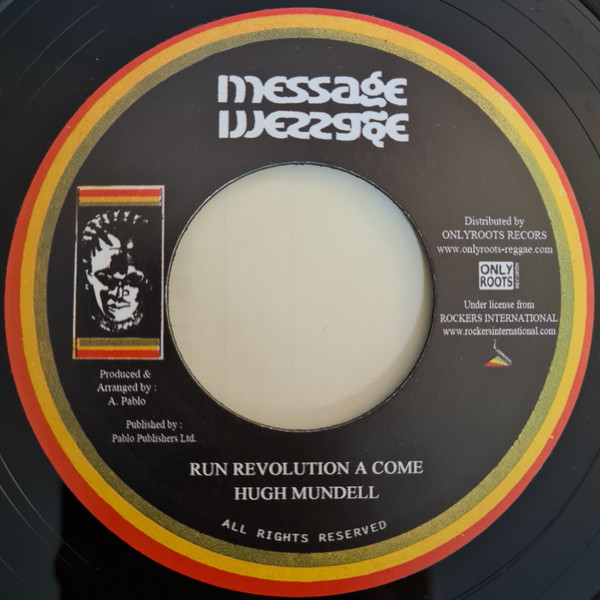 message
message
Distributed by
ONLYROOTS RECORS
www.onlyroots-reggae.com
ONLY
ROOTS
RECORDS
Under license from
ROCKERS INTERNATIONAL
www.rockersinternational.com
Produced &
Arranged by :
A. Pablo
Published by :
Pablo Publishers Ltd.
RUN REVOLUTION A COME
HUGH MUNDELL
ALL RIGHTS RESERVED